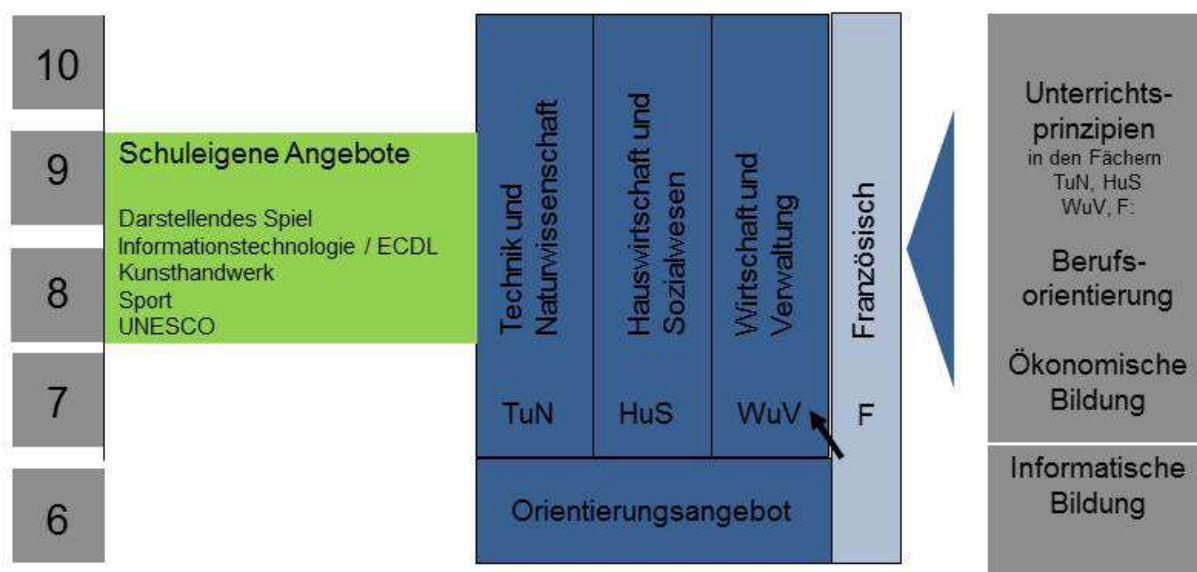 10
9
8
7
6
Schuleigene Angebote
Darstellendes Spiel
Informationstechnologie / ECDL
Kunsthandwerk
Sport
UNESCO
Technik und
Naturwissenschaft
TuN
Hauswirtschaft und
Sozialwesen
HuS
Wirtschaft und
Verwaltung
WuV
Französisch
F
Orientierungsangebot
Unterrichts-
prinzipien
in den Fächern
TuN, HuS
WuV, F:
Berufs-
orientierung
Ökonomische
Bildung
Informatische
Bildung